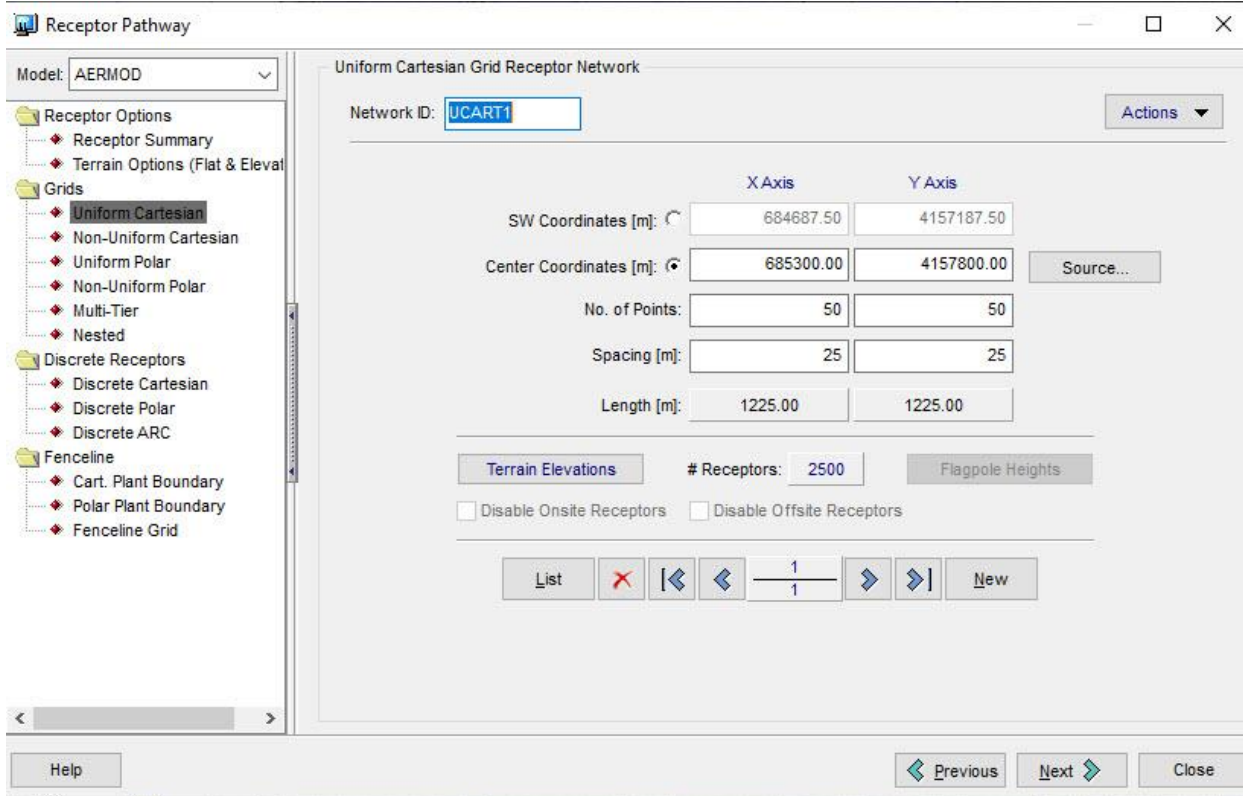 Receptor Pathway
Model: AERMOD
Receptor Options
Receptor Summary
Terrain Options (Flat & Elevat
Grids
Uniform Cartesian
Non-Uniform Cartesian
Uniform Polar
Non-Uniform Polar
Multi-Tier
Nested
Discrete Receptors
Discrete Cartesian
Discrete Polar
Discrete ARC
Fenceline
Cart. Plant Boundary
Polar Plant Boundary
Fenceline Grid
Uniform Cartesian Grid Receptor Network
Network ID: UCART1 Actions
X Axis Y Axis
SW Coordinates [m]: 684687.50 4157187.50
Center Coordinates [m]: 685300.00 4157800.00 Source...
No. of Points: 50 50
Spacing [m]: 25 25
Length [m]: 1225.00 1225.00
Terrain Elevations # Receptors: 2500 Flagpole Heights
Disable Onsite Receptors Disable Offsite Receptors
List 1 New
1
Help Previous Next Close